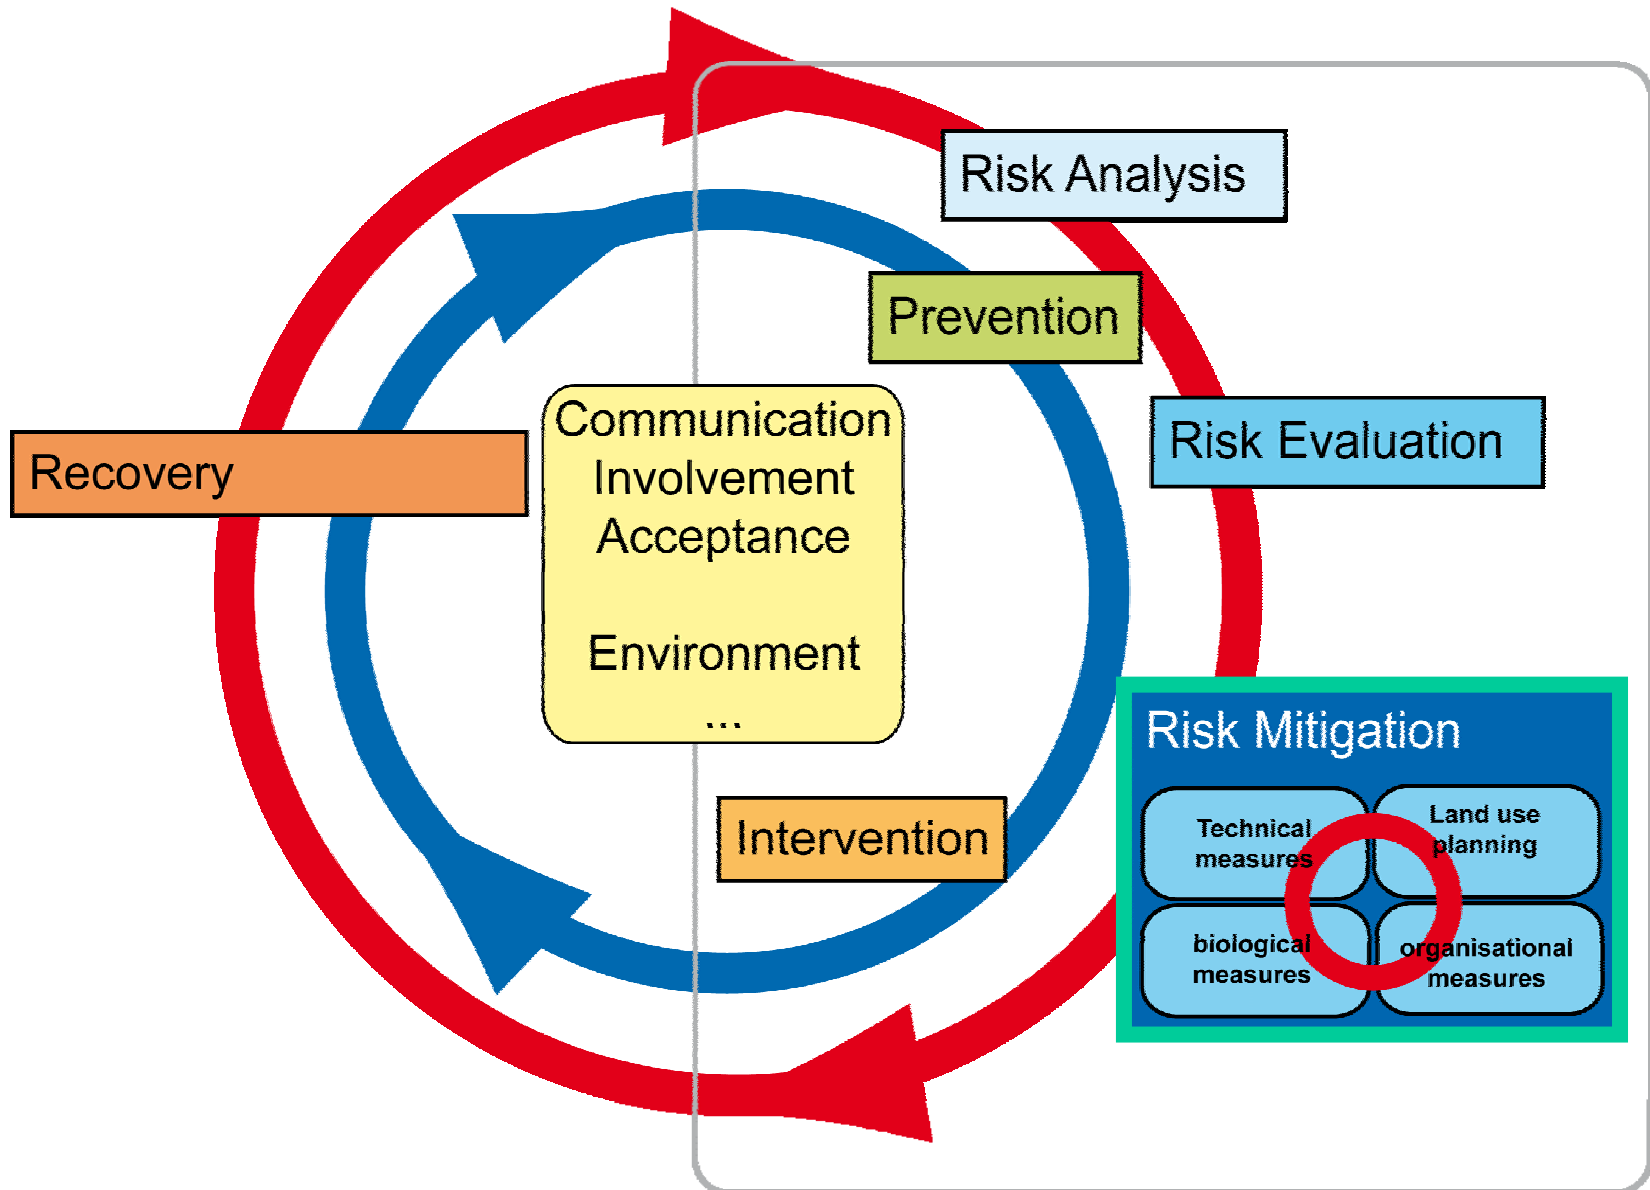 Risk Analysis
Prevention
Communication
Involvement
Acceptance
Environment
...
Recovery
Risk Evaluation
Intervention
Risk Mitigation
Technical
measures
Land use
planning
biological
measures
organisational
measures